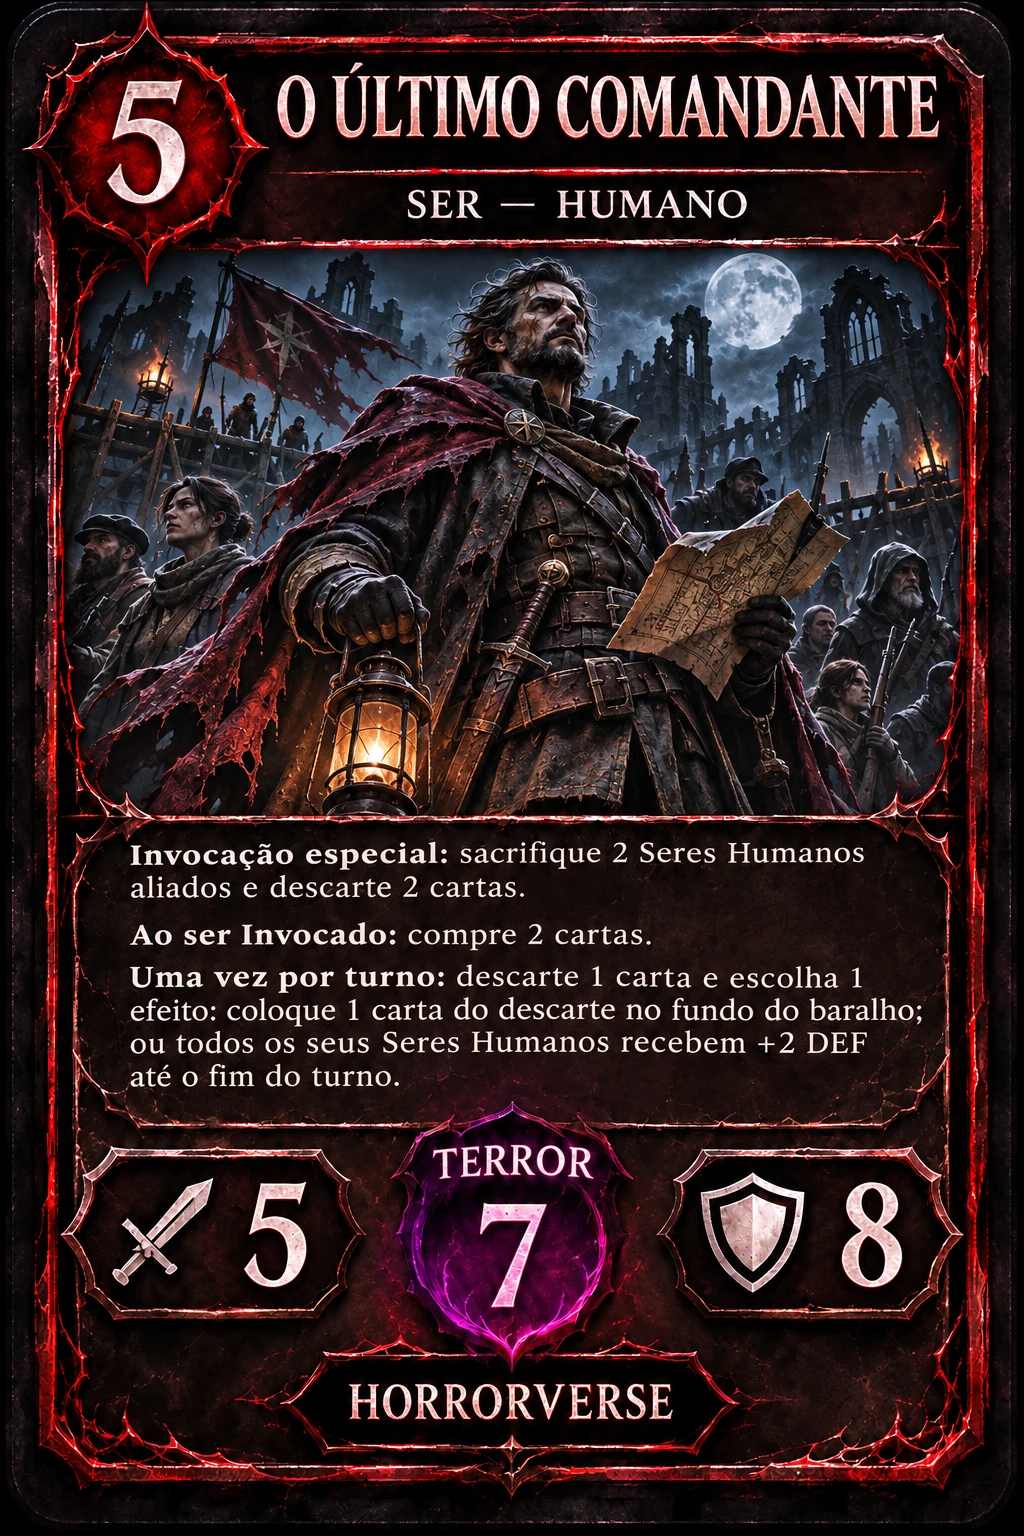 5
O ÚLTIMO COMANDANTE
SER — HUMANO
Invocação especial: sacrifique 2 Seres Humanos
aliados e descarte 2 cartas.
Ao ser Invocado: compre 2 cartas.
Uma vez por turno: descarte 1 carta e escolha 1
efeito: coloque 1 carta do descarte no fundo do baralho;
ou todos os seus Seres Humanos recebem +2 DEF
até o fim do turno.
5
TERROR
7
8
HORRORVERSE